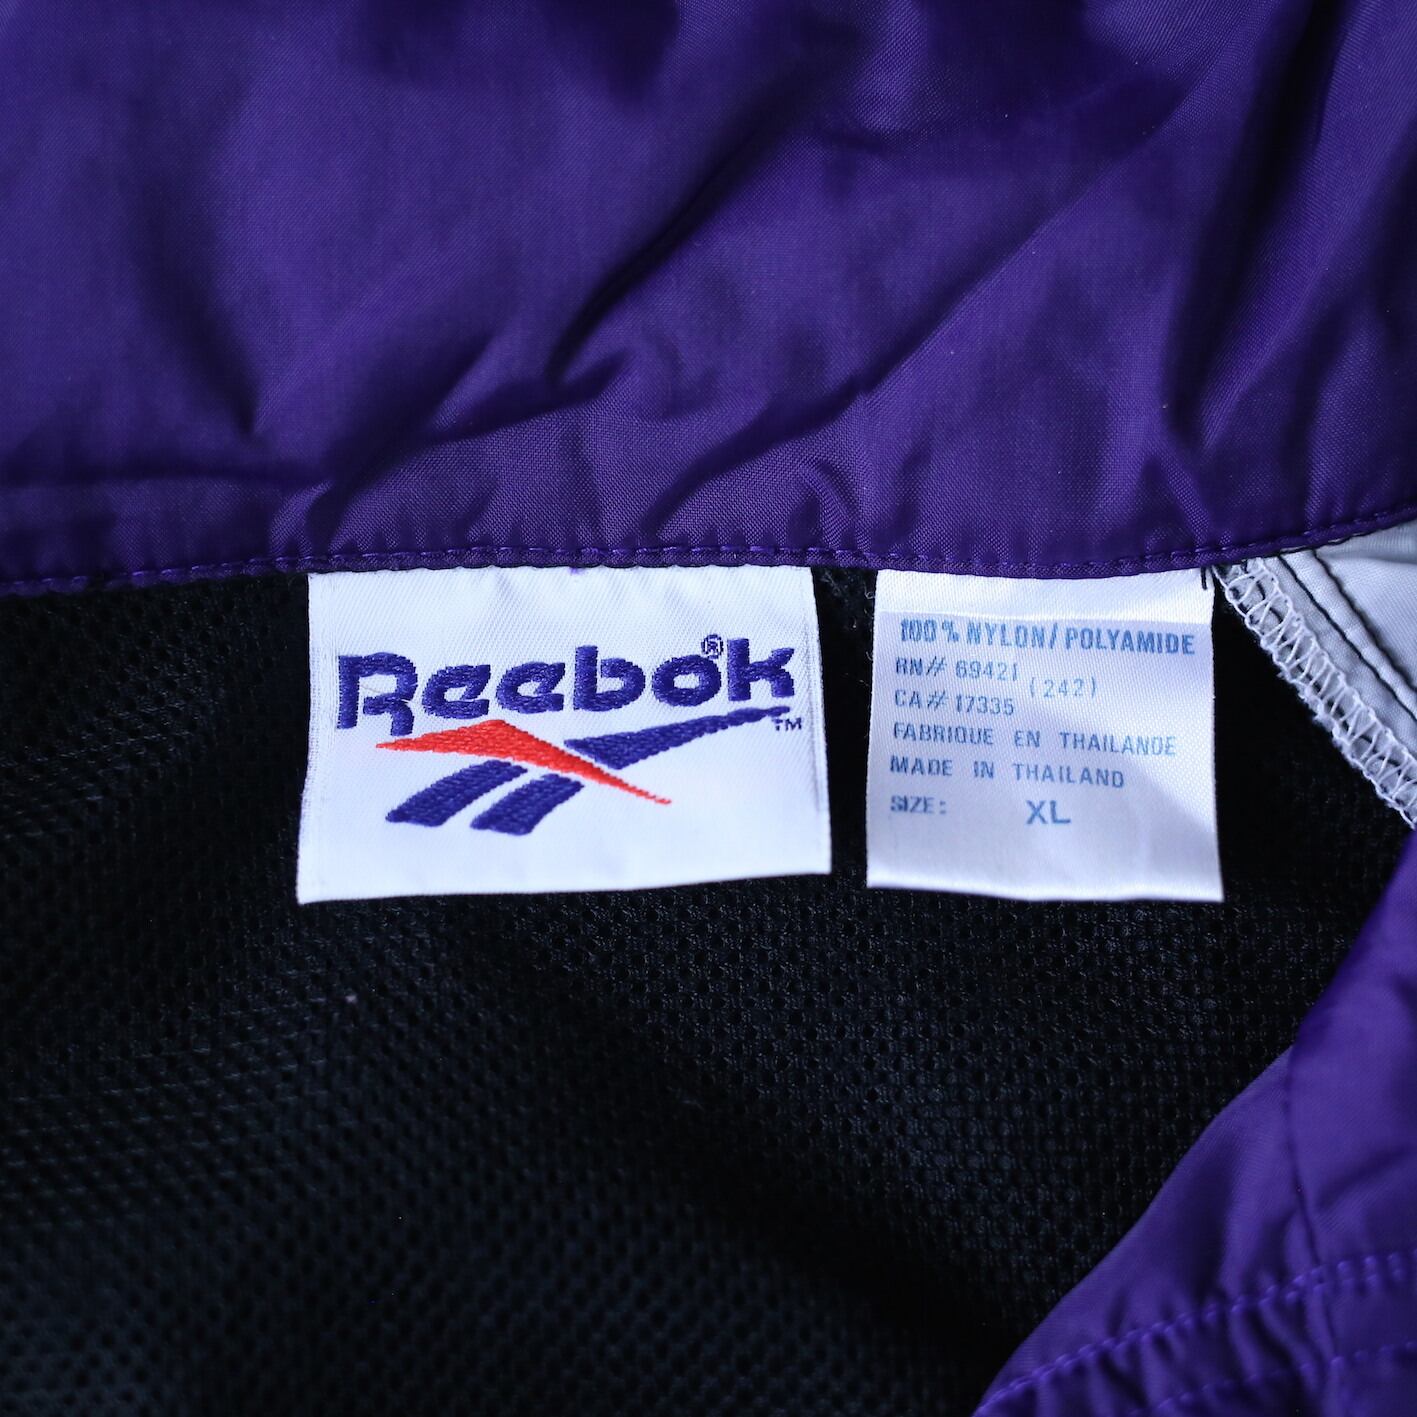 Reebok®
™
100% NYLON/POLYAMIDE
RN# 69421 (242)
CA# 17335
FABRIQUE EN THAILANDE
MADE IN THAILAND
SIZE: XL